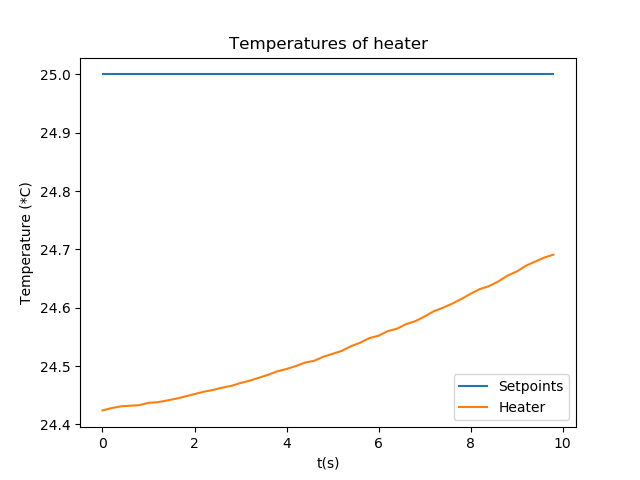 Temperatures of heater
25.0
24.9
24.8
24.7
24.6
24.5
24.4
Temperature (*C)
0 2 4 6 8 10
t(s)
Setpoints
Heater